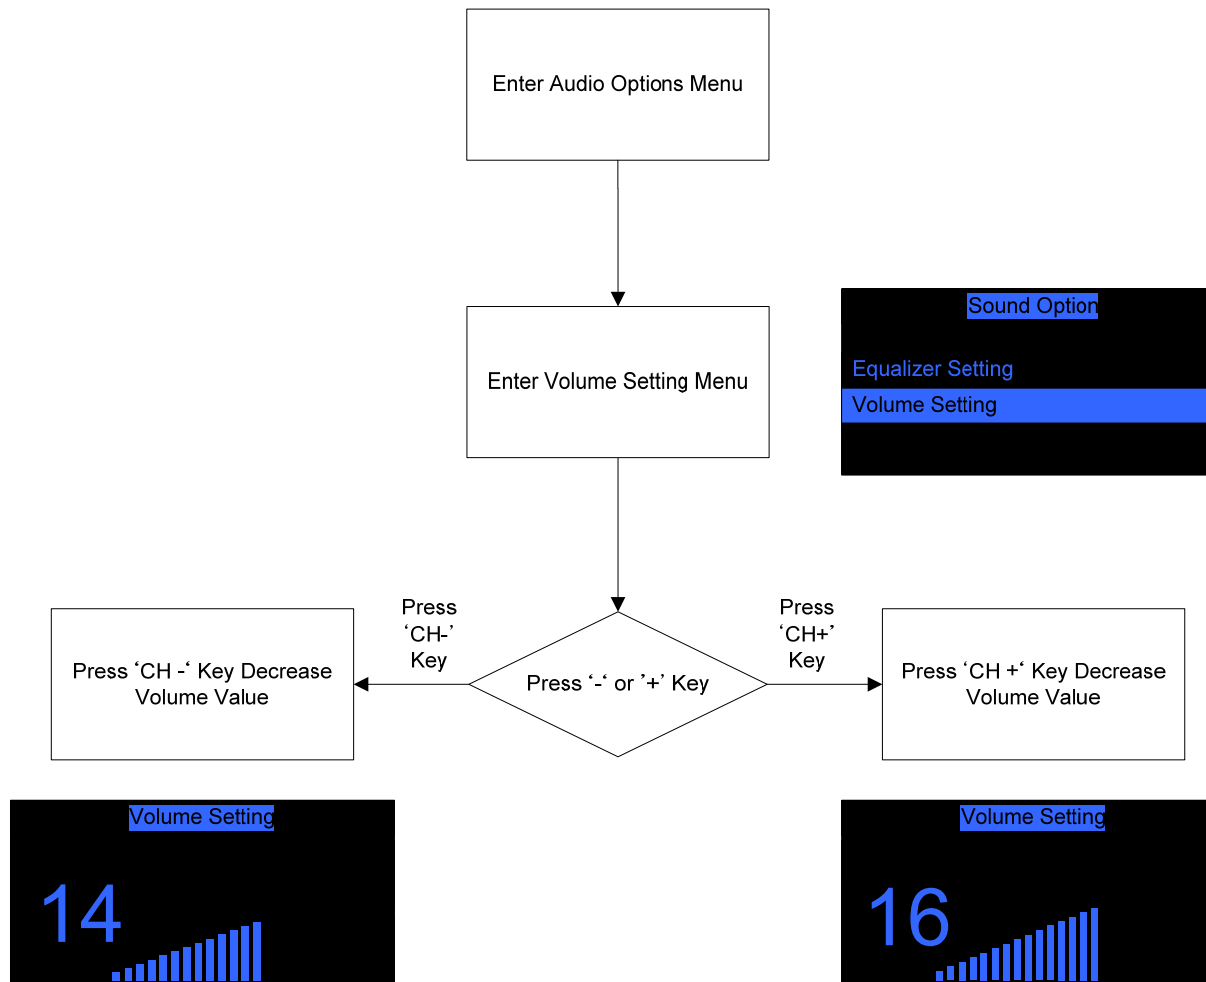 Enter Audio Options Menu
Sound Option
Enter Volume Setting Menu
Equalizer Setting
Volume Setting
Press
‘CH-’
Key
Press
‘CH+’
Key
Press ‘CH -‘ Key Decrease
Volume Value
Press ‘-‘ or ’+’ Key
Press ‘CH +‘ Key Decrease
Volume Value
Volume Setting
14
Volume Setting
16